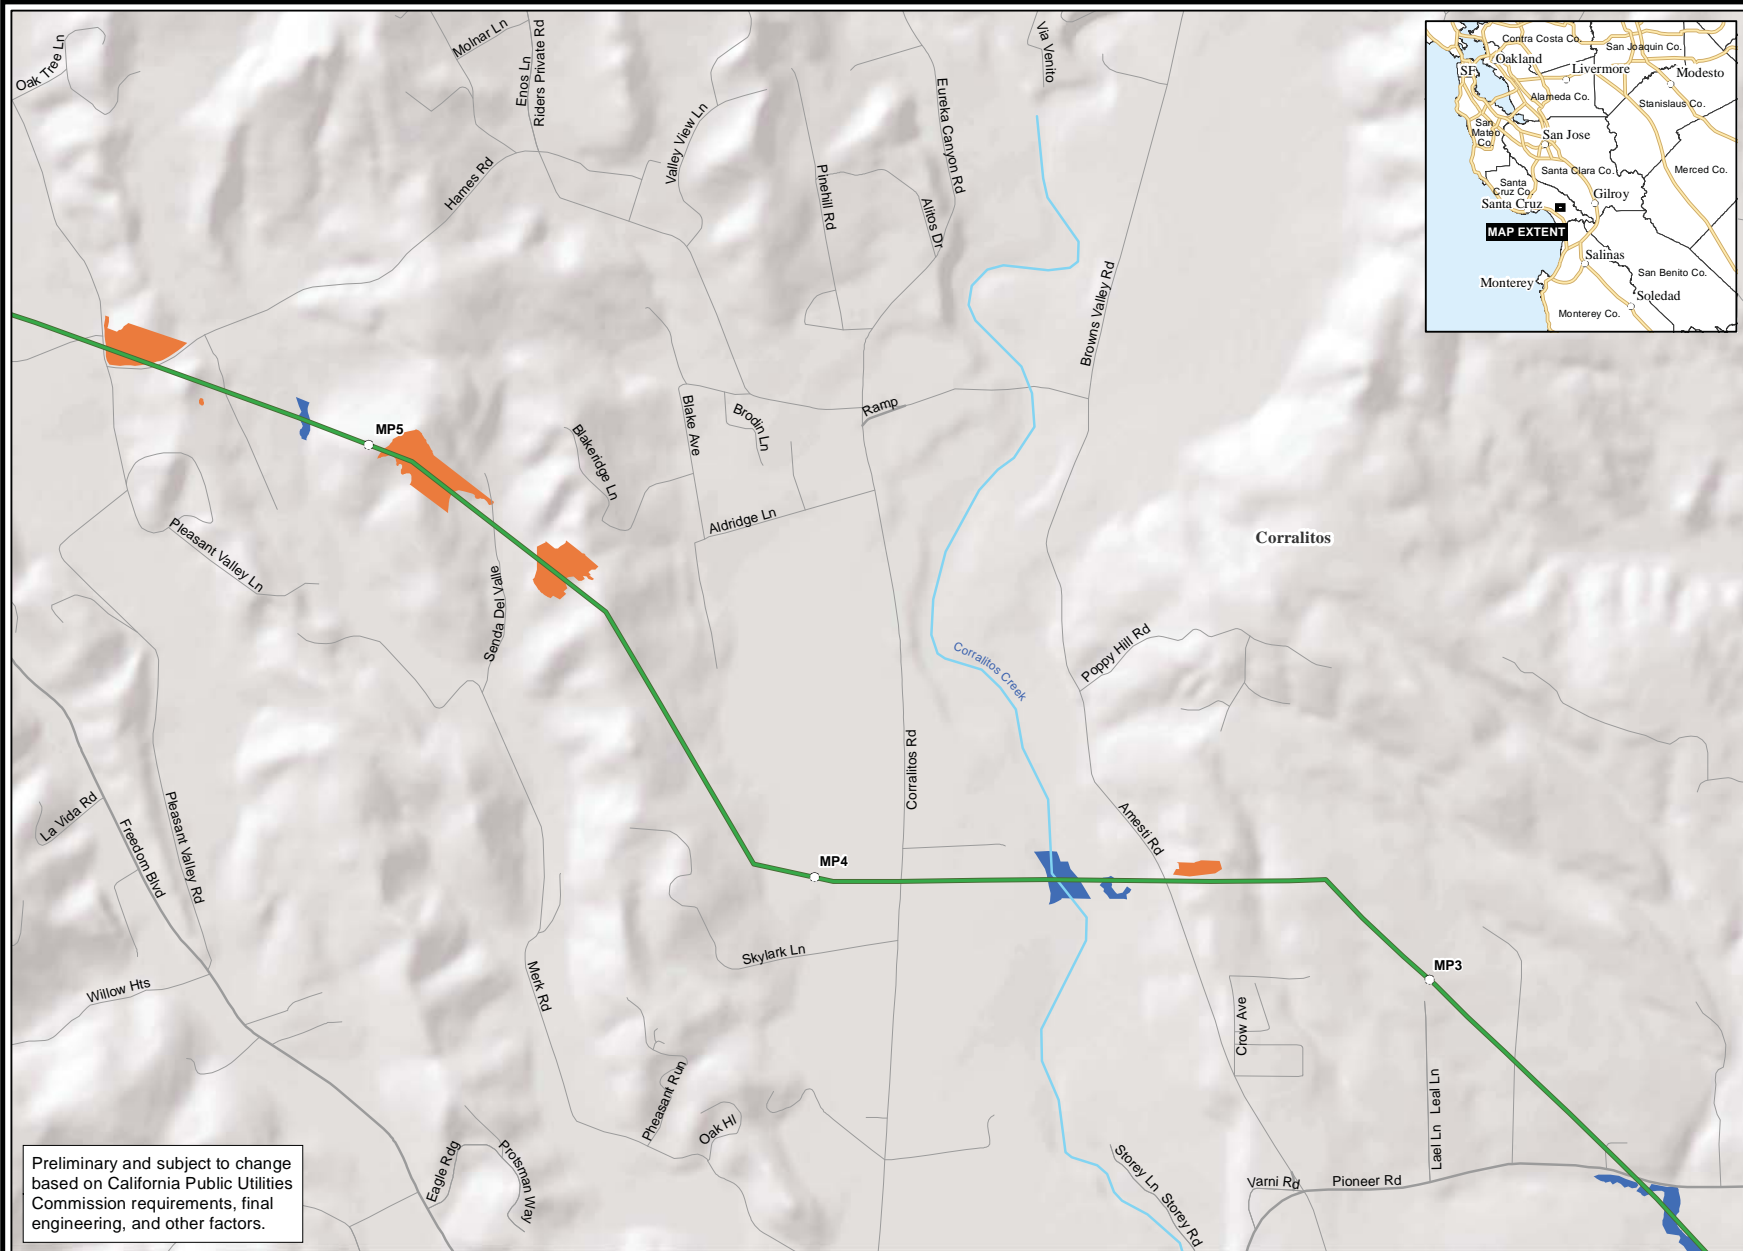 Oak Tree Ln
Molnar Ln
Enos Ln
Riders Private Rd
Via Venito
Valley View Ln
Eureka Canyon Rd
Hames Rd
Pinehill Rd
Alitos Dr
Browns Valley Rd
Contra Costa Co.
San Joaquin Co.
Oakland
SF
Livermore
Modesto
Alameda Co.
Stanislaus Co.
San
Mateo
Co.
San Jose
Santa Clara Co.
Merced Co.
Santa
Cruz Co.
Gilroy
Santa Cruz
MAP EXTENT
Salinas
San Benito Co.
Monterey
Soledad
Monterey Co.
MP5
Blakeridge Ln
Blake Ave
Brodin Ln
Ramp
Aldridge Ln
Corralitos
Pleasant Valley Ln
Senda Del Valle
Corralitos Creek
Poppy Hill Rd
Corralitos Rd
La Vida Rd
Freedom Blvd
Pleasant Valley Rd
Amesti Rd
MP4
Skylark Ln
MP3
Willow Hts
Merk Rd
Crow Ave
Pheasant Run
Oak Hl
Lael Ln
Leal Ln
Eagle Rdg
Protsman Way
Storey Ln
Storey Rd
Varni Rd
Pioneer Rd
Preliminary and subject to change
based on California Public Utilities
Commission requirements, final
engineering, and other factors.